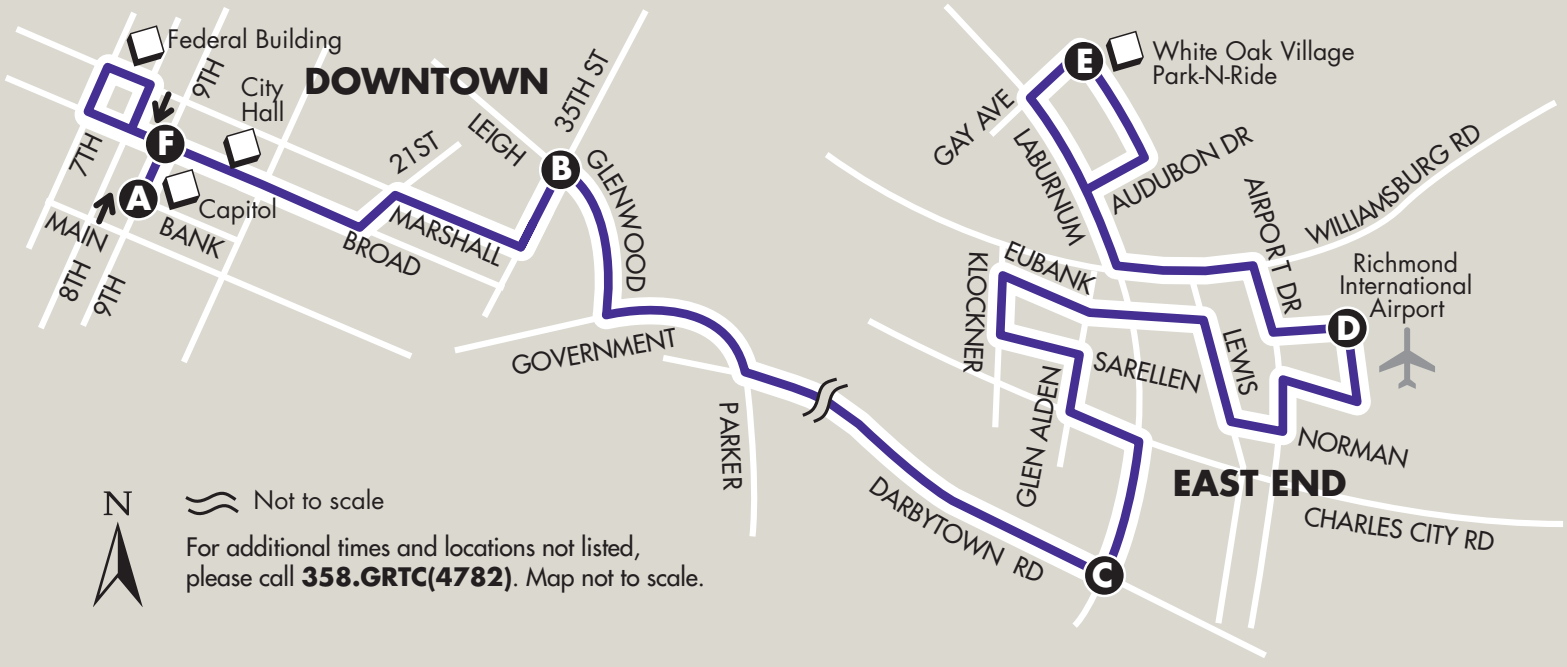 Federal Building
9TH
City
Hall
DOWNTOWN
35TH ST
LEIGH
21ST
7TH
F
B
GLENWOOD
A
Capitol
MAIN
BANK
BROAD
MARSHALL
8TH
9TH
GOVERNMENT
PARKER
E
White Oak Village
Park-N-Ride
GAY AVE
LABURNUM
AUDUBON DR
AIRPORT DR
WILLIAMSBURG RD
KLOCKNER
EUBANK
Richmond
International
Airport
D
LEWIS
SARELLEN
GLEN ALDEN
NORMAN
EAST END
CHARLES CITY RD
DARBYTOWN RD
C
N
Not to scale
For additional times and locations not listed,
please call 358.GRTC(4782). Map not to scale.